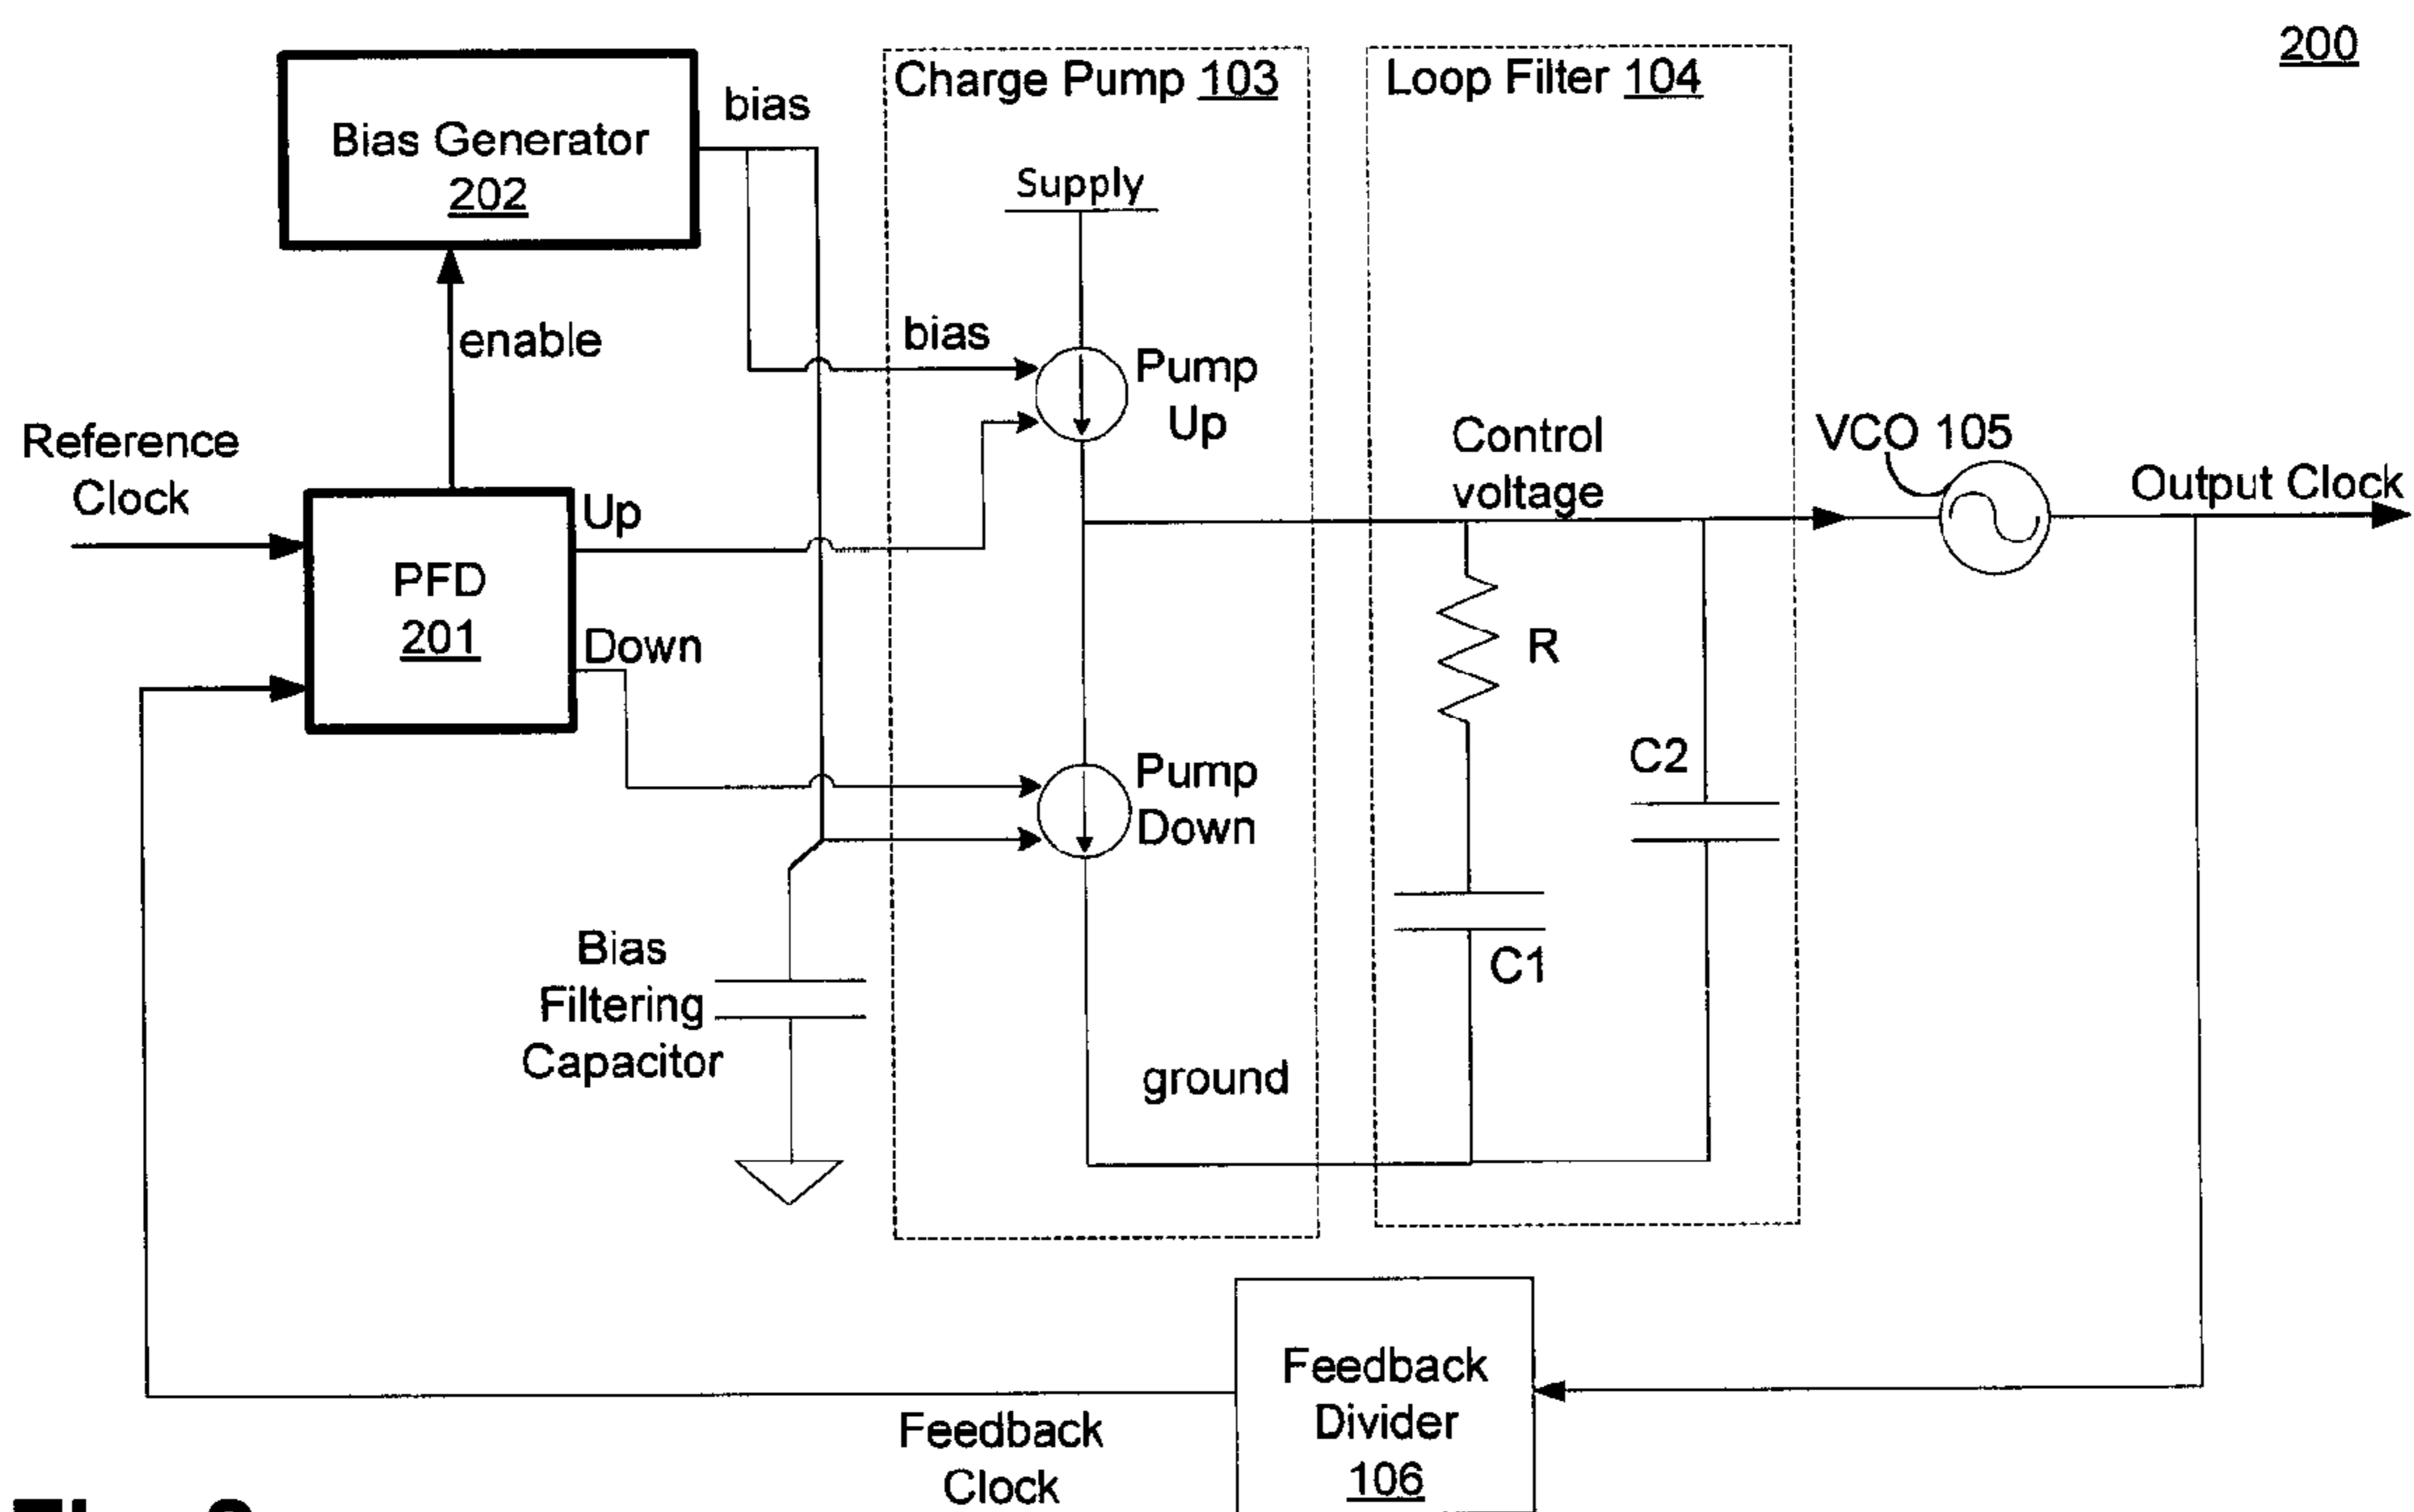 200
Bias Generator
202
bias
Charge Pump 103
Loop Filter 104
Supply
enable
bias
Pump
Up
Reference
Clock
Control
voltage
VCO 105
Output Clock
Up
PFD
201
Down
R
Pump
Down
C2
Bias
Filtering
Capacitor
C1
ground
Feedback
Clock
Feedback
Divider
106